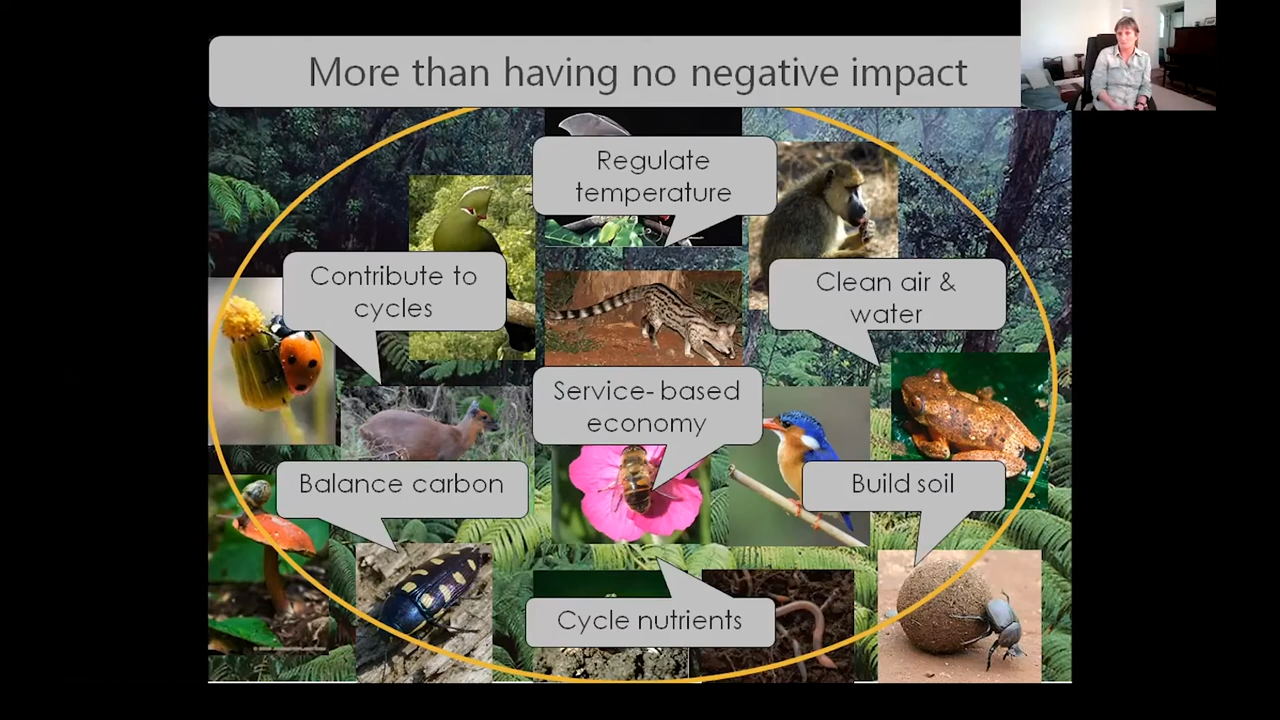 More than having no negative impact
Regulate
temperature
Contribute to
cycles
Clean air &
water
Service-based
economy
Balance carbon
Build soil
Cycle nutrients